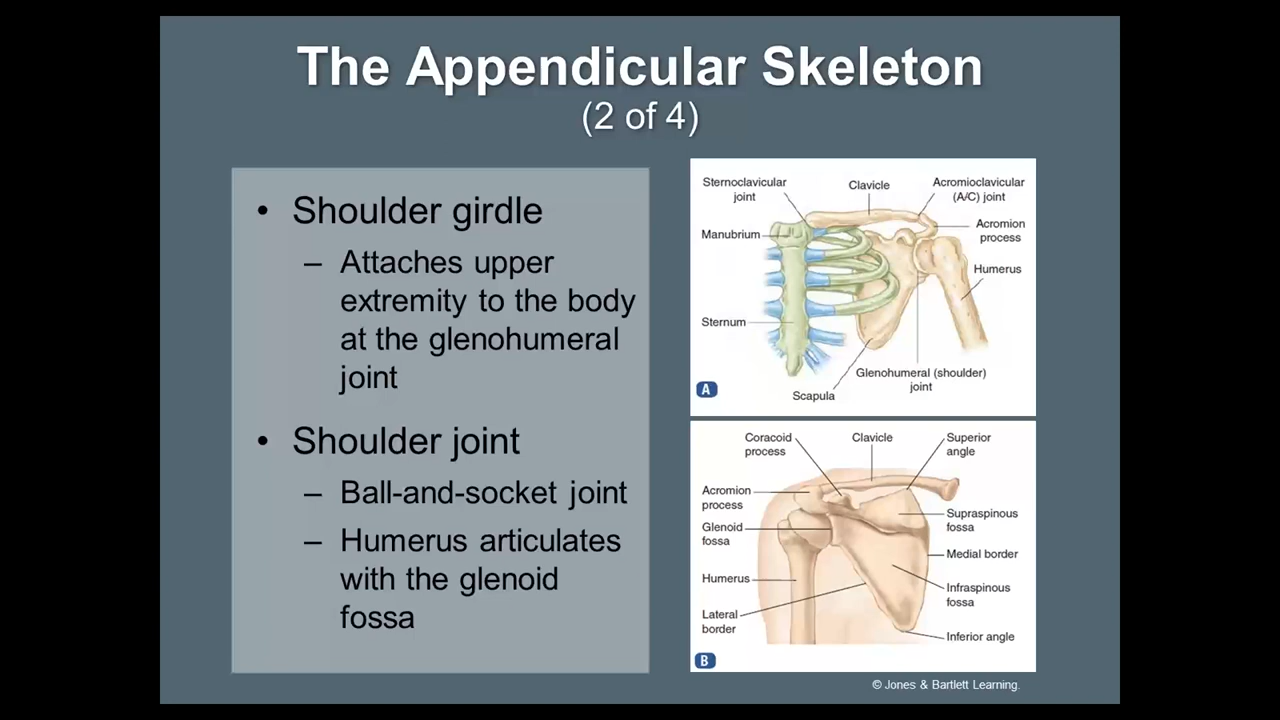 The Appendicular Skeleton
(2 of 4)
• Shoulder girdle
– Attaches upper
extremity to the body
at the glenohumeral
joint
• Shoulder joint
– Ball-and-socket joint
– Humerus articulates
with the glenoid
fossa
Sternoclavicular
joint
Clavicle
Acromioclavicular
(A/C) joint
Manubrium
Acromion
process
Humerus
Sternum
Glenohumeral (shoulder)
joint
Scapula
A
Coracoid
process
Clavicle
Superior
angle
Acromion
process
Glenoid
fossa
Supraspinous
fossa
Medial border
Humerus
Infraspinous
fossa
Lateral
border
Inferior angle
B
© Jones & Bartlett Learning.